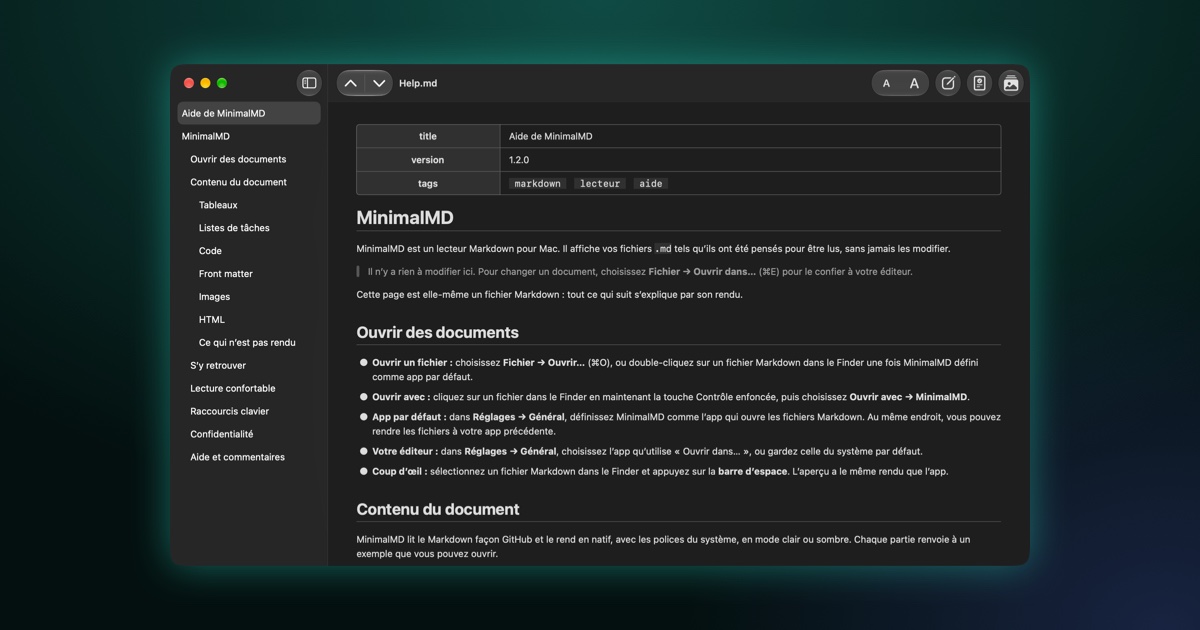 Help.md
A A
Aide de MinimalMD
MinimalMD
Ouvrir des documents
Contenu du document
Tableaux
Listes de tâches
Code
Front matter
Images
HTML
Ce qui n’est pas rendu
S’y retrouver
Lecture confortable
Raccourcis clavier
Confidentialité
Aide et commentaires
title Aide de MinimalMD
version 1.2.0
tags markdown lecteur aide
MinimalMD
MinimalMD est un lecteur Markdown pour Mac. Il affiche vos fichiers .md tels qu’ils ont été pensés pour être lus, sans jamais les modifier.
Il n’y a rien à modifier ici. Pour changer un document, choisissez Fichier → Ouvrir dans… (⌘E) pour le confier à votre éditeur.
Cette page est elle-même un fichier Markdown : tout ce qui suit s’explique par son rendu.
Ouvrir des documents
● Ouvrir un fichier : choisissez Fichier → Ouvrir… (⌘O), ou double-cliquez sur un fichier Markdown dans le Finder une fois MinimalMD défini
comme app par défaut.
● Ouvrir avec : cliquez sur un fichier dans le Finder en maintenant la touche Contrôle enfoncée, puis choisissez Ouvrir avec → MinimalMD.
● App par défaut : dans Réglages → Général, définissez MinimalMD comme l’app qui ouvre les fichiers Markdown. Au même endroit, vous pouvez
rendre les fichiers à votre app précédente.
● Votre éditeur : dans Réglages → Général, choisissez l’app qu’utilise « Ouvrir dans… », ou gardez celle du système par défaut.
● Coup d’œil : sélectionnez un fichier Markdown dans le Finder et appuyez sur la barre d’espace. L’aperçu a le même rendu que l’app.
Contenu du document
MinimalMD lit le Markdown façon GitHub et le rend en natif, avec les polices du système, en mode clair ou sombre. Chaque partie renvoie à un
exemple que vous pouvez ouvrir.